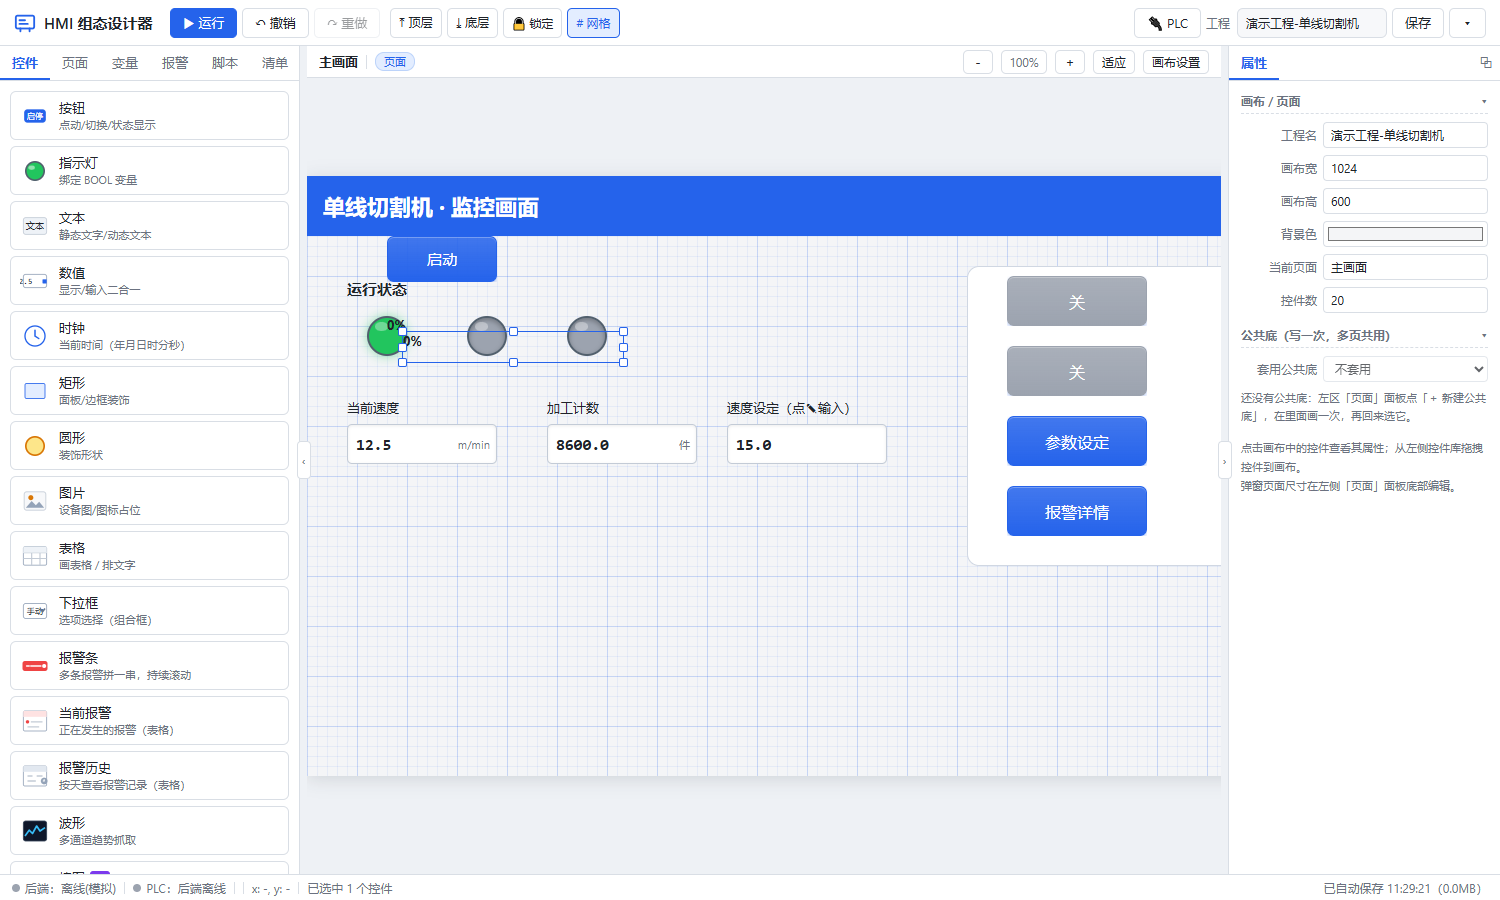 HMI 组态设计器
▶ 运行
撤销
重做
顶层
底层
锁定
# 网格
PLC
工程
演示工程-单线切割机
保存
控件
页面
变量
报警
脚本
清单
主画面
页面
-
100%
+
适应
画布设置
属性
启停
按钮
点动/切换/状态显示
指示灯
绑定 BOOL 变量
文本
文本
静态文字/动态文本
数值
显示/输入二合一
时钟
当前时间（年月日时分秒）
矩形
面板/边框装饰
圆形
装饰形状
图片
设备图/图标占位
表格
画表格 / 排文字
手动
下拉框
选项选择（组合框）
报警条
多条报警拼一串，持续滚动
当前报警
正在发生的报警（表格）
报警历史
按天查看报警记录（表格）
波形
多通道趋势抓取
单线切割机 · 监控画面
启动
运行状态
0%
0%
当前速度
加工计数
速度设定（点✎输入）
12.5 m/min
8600.0 件
15.0
关
关
参数设定
报警详情
画布 / 页面
工程名 演示工程-单线切割机
画布宽 1024
画布高 600
背景色
当前页面 主画面
控件数 20
公共底（写一次，多页共用）
套用公共底 不套用
还没有公共底：左区「页面」面板点「 + 新建公共
底」，在里面画一次，再回来选它。
点击画布中的控件查看其属性；从左侧控件库拖拽
控件到画布。
弹窗页面尺寸在左侧「页面」面板底部编辑。
后端：离线(模拟)
PLC：后端离线
x: -, y: -
已选中 1 个控件
已自动保存 11:29:21（0.0MB）